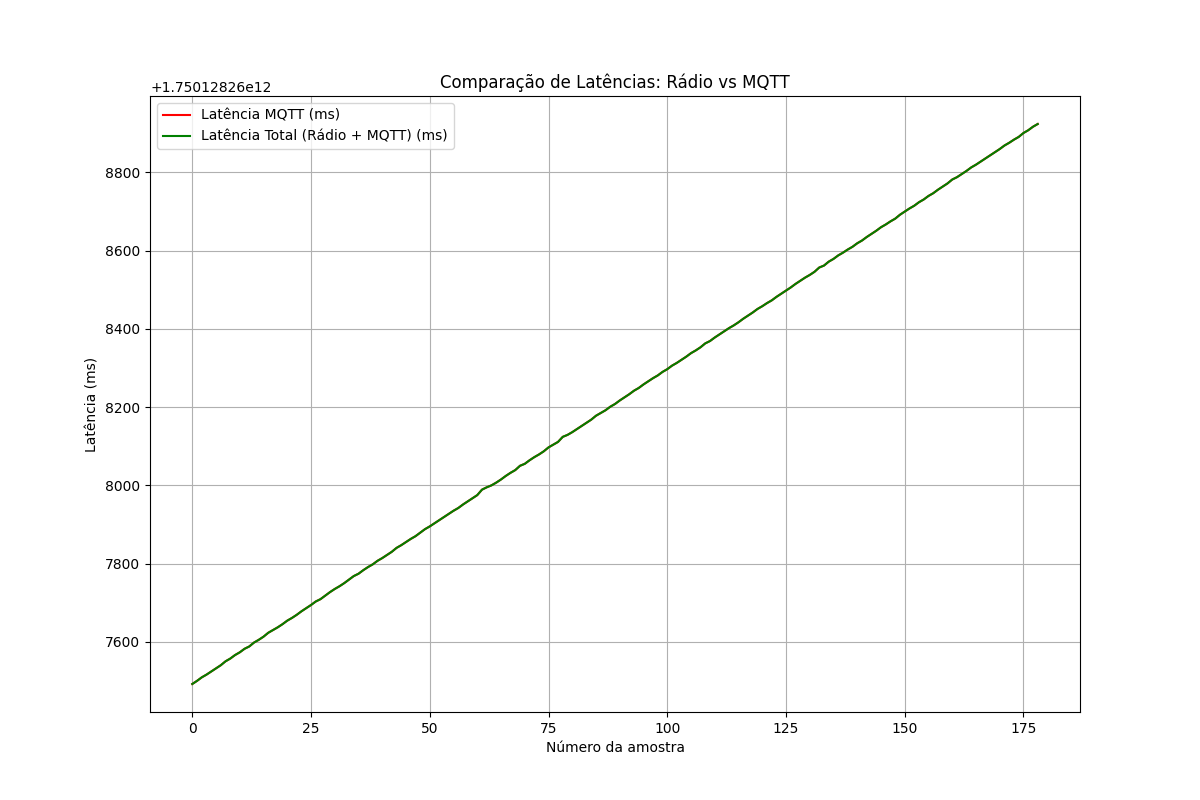 +1.75012826e12
Comparação de Latências: Rádio vs MQTT
Latência MQTT (ms)
Latência Total (Rádio + MQTT) (ms)
8800
8600
8400
8200
8000
7800
7600
Latência (ms)
0 25 50 75 100 125 150 175
Número da amostra